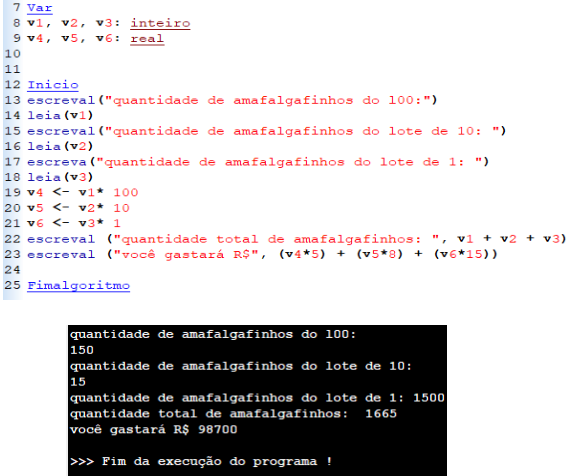 7 Var
8 v1, v2, v3: inteiro
9 v4, v5, v6: real
10
11
12 Inicio
13 escreval("quantidade de amafalgafinhos do l00:")
14 leia(v1)
15 escreval("quantidade de amafalgafinhos do lote de 10: ")
16 leia(v2)
17 escreva("quantidade de amafalgafinhos do lote de 1: ")
18 leia(v3)
19 v4 <- v1* 100
20 v5 <- v2* 10
21 v6 <- v3* 1
22 escreval ("quantidade total de amafalgafinhos: ", v1 + v2 + v3)
23 escreval ("você gastará R$", (v4*5) + (v5*8) + (v6*15))
24
25 Fimalgoritmo
quantidade de amafalgafinhos do l00:
150
quantidade de amafalgafinhos do lote de 10:
15
quantidade de amafalgafinhos do lote de 1: 1500
quantidade total de amafalgafinhos:  1665
você gastará R$ 98700
>>> Fim da execução do programa !